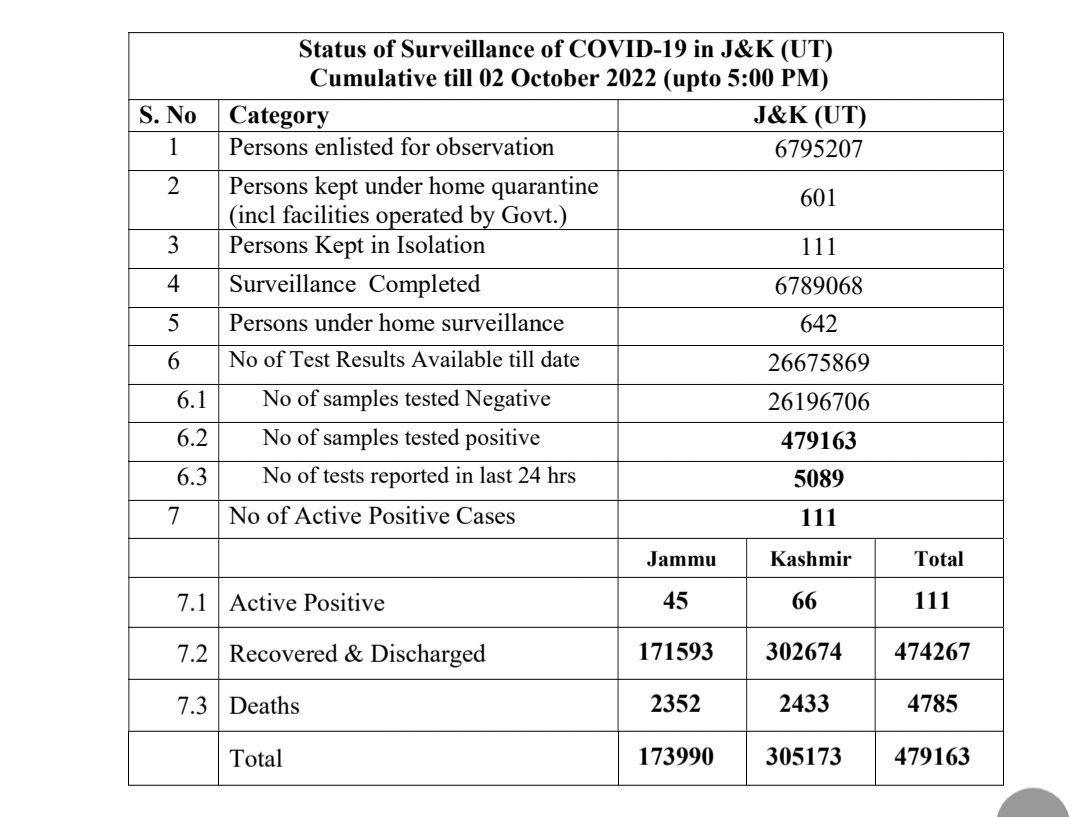 Status of Surveillance of COVID-19 in J&K (UT)
Cumulative till 02 October 2022 (upto 5:00 PM)
S. No Category J&K (UT)
1 Persons enlisted for observation 6795207
2 Persons kept under home quarantine
(incl facilities operated by Govt.) 601
3 Persons Kept in Isolation 111
4 Surveillance Completed 6789068
5 Persons under home surveillance 642
6 No of Test Results Available till date 26675869
6.1 No of samples tested Negative 26196706
6.2 No of samples tested positive 479163
6.3 No of tests reported in last 24 hrs 5089
7 No of Active Positive Cases 111
Jammu Kashmir Total
7.1 Active Positive 45 66 111
7.2 Recovered & Discharged 171593 302674 474267
7.3 Deaths 2352 2433 4785
Total 173990 305173 479163